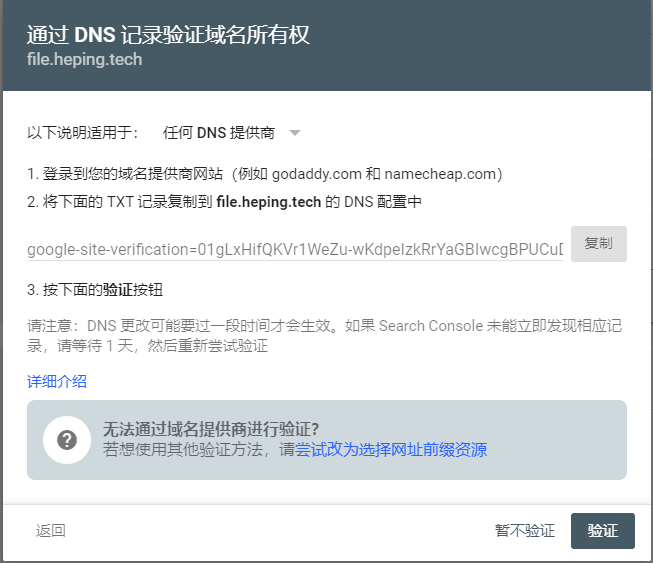 通过 DNS 记录验证域名所有权
file.heping.tech
以下说明适用于： 任何 DNS 提供商
1. 登录到您的域名提供商网站（例如 godaddy.com 和 namecheap.com）
2. 将下面的 TXT 记录复制到 file.heping.tech 的 DNS 配置中
google-site-verification=01gLxHifQKVr1WeZu-wKdpeIzkRrYaGBIwcgBPUCuD
复制
3. 按下面的验证按钮
请注意：DNS 更改可能要过一段时间才会生效。如果 Search Console 未能立即发现相应记
录，请等待 1 天，然后重新尝试验证
详细介绍
无法通过域名提供商进行验证？
若想使用其他验证方法，请尝试改为选择网址前缀资源
返回
暂不验证
验证